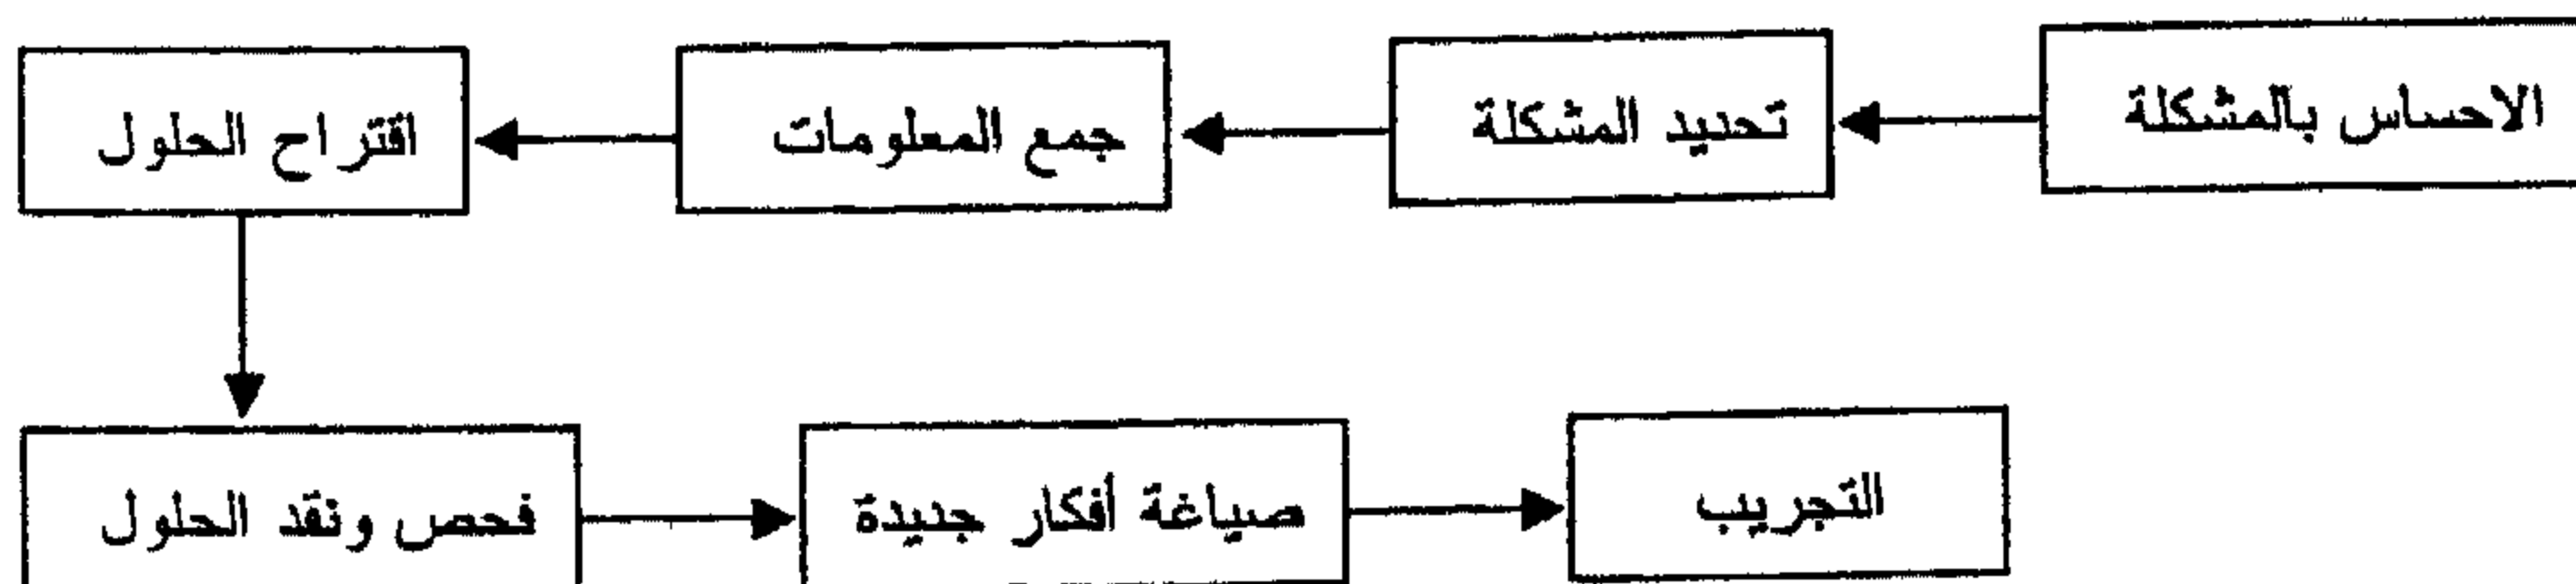 الاحساس بالمشكلة
تحديد المشكلة
جمع المعلومات
اقتراح الحلول
فحص ونقد الحلول
صياغة أفكار جديدة
التجريب